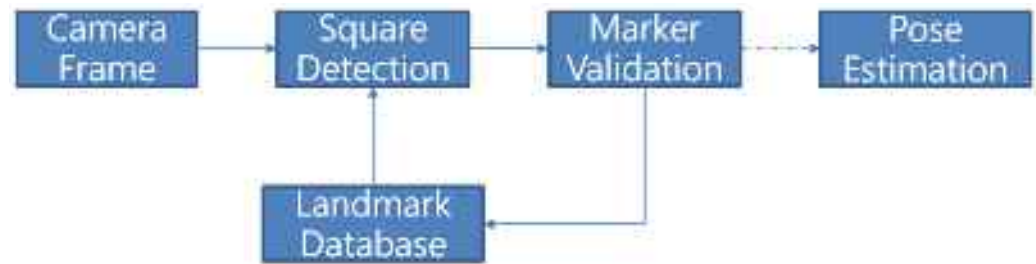 Camera
Frame
Square
Detection
Marker
Validation
Pose
Estimation
Landmark
Database